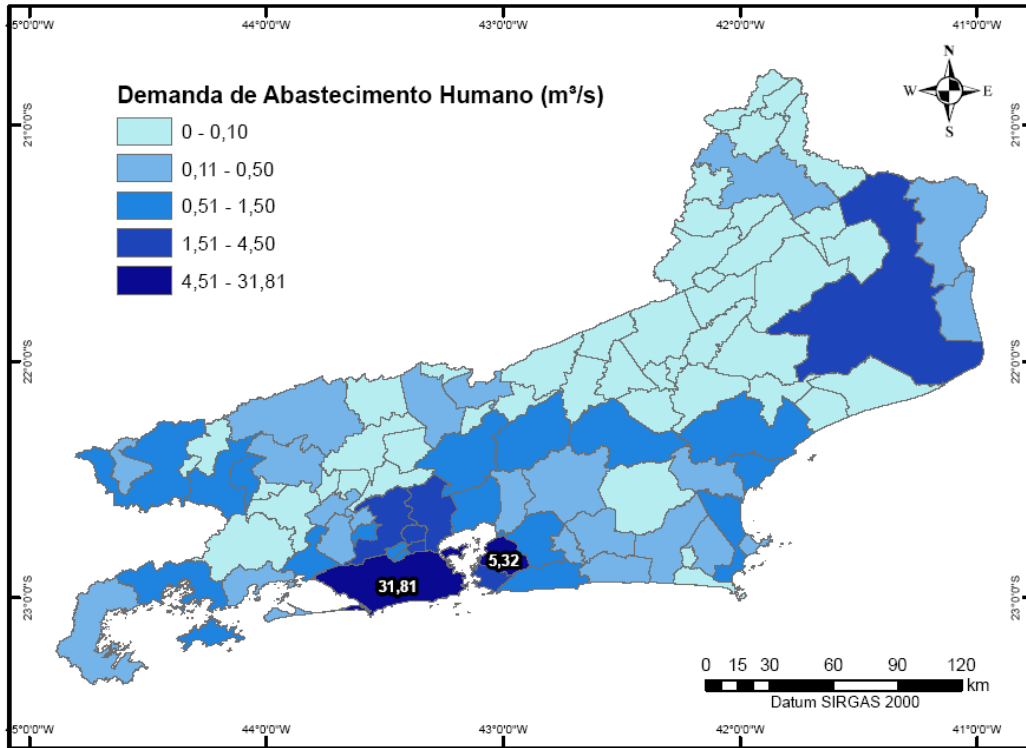 45°0'0"W 44°0'0"W 43°0'0"W 42°0'0"W 41°0'0"W
N
W E
S
Demanda de Abastecimento Humano (m³/s)
0 - 0,10
0,11 - 0,50
0,51 - 1,50
1,51 - 4,50
4,51 - 31,81
21°0'0"S 21°0'0"S
22°0'0"S 22°0'0"S
5,32
31,81
23°0'0"S 23°0'0"S
0 15 30 60 90 120
km
Datum SIRGAS 2000
45°0'0"W 44°0'0"W 43°0'0"W 42°0'0"W 41°0'0"W